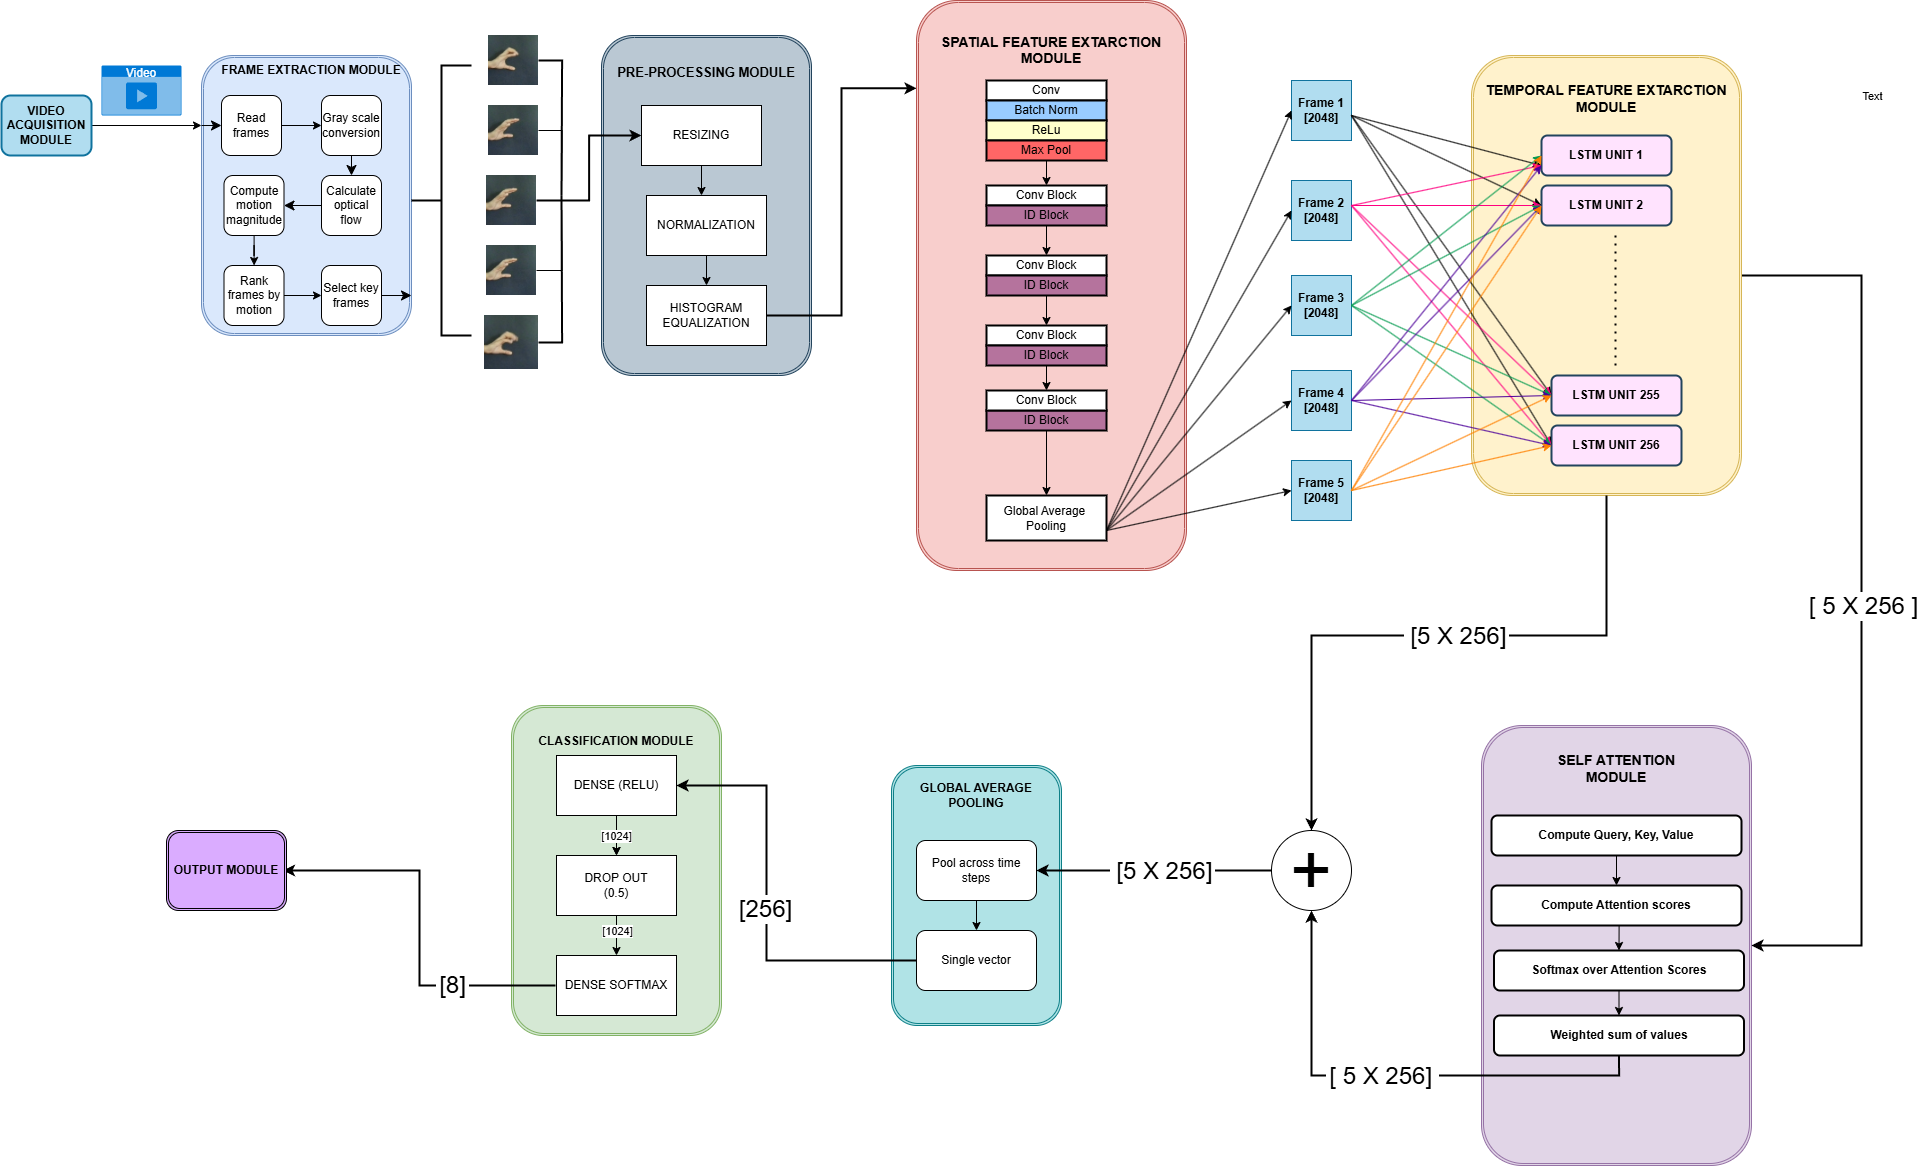 VIDEO
ACQUISITION
MODULE
Video
FRAME EXTRACTION MODULE
Read
frames
Gray scale
conversion
Compute
motion
magnitude
Calculate
optical
flow
Rank
frames by
motion
Select key
frames
PRE-PROCESSING MODULE
RESIZING
NORMALIZATION
HISTOGRAM
EQUALIZATION
SPATIAL FEATURE EXTARCTION
MODULE
Conv
Batch Norm
ReLu
Max Pool
Conv Block
ID Block
Conv Block
ID Block
Conv Block
ID Block
Conv Block
ID Block
Global Average
Pooling
Frame 1
[2048]
Frame 2
[2048]
Frame 3
[2048]
Frame 4
[2048]
Frame 5
[2048]
TEMPORAL FEATURE EXTARCTION
MODULE
LSTM UNIT 1
LSTM UNIT 2
LSTM UNIT 255
LSTM UNIT 256
Text
[ 5 X 256 ]
[5 X 256]
SELF ATTENTION
MODULE
Compute Query, Key, Value
Compute Attention scores
Softmax over Attention Scores
Weighted sum of values
[ 5 X 256]
+
[5 X 256]
GLOBAL AVERAGE
POOLING
Pool across time
steps
Single vector
[256]
CLASSIFICATION MODULE
DENSE (RELU)
[1024]
DROP OUT
(0.5)
[1024]
DENSE SOFTMAX
[8]
OUTPUT MODULE